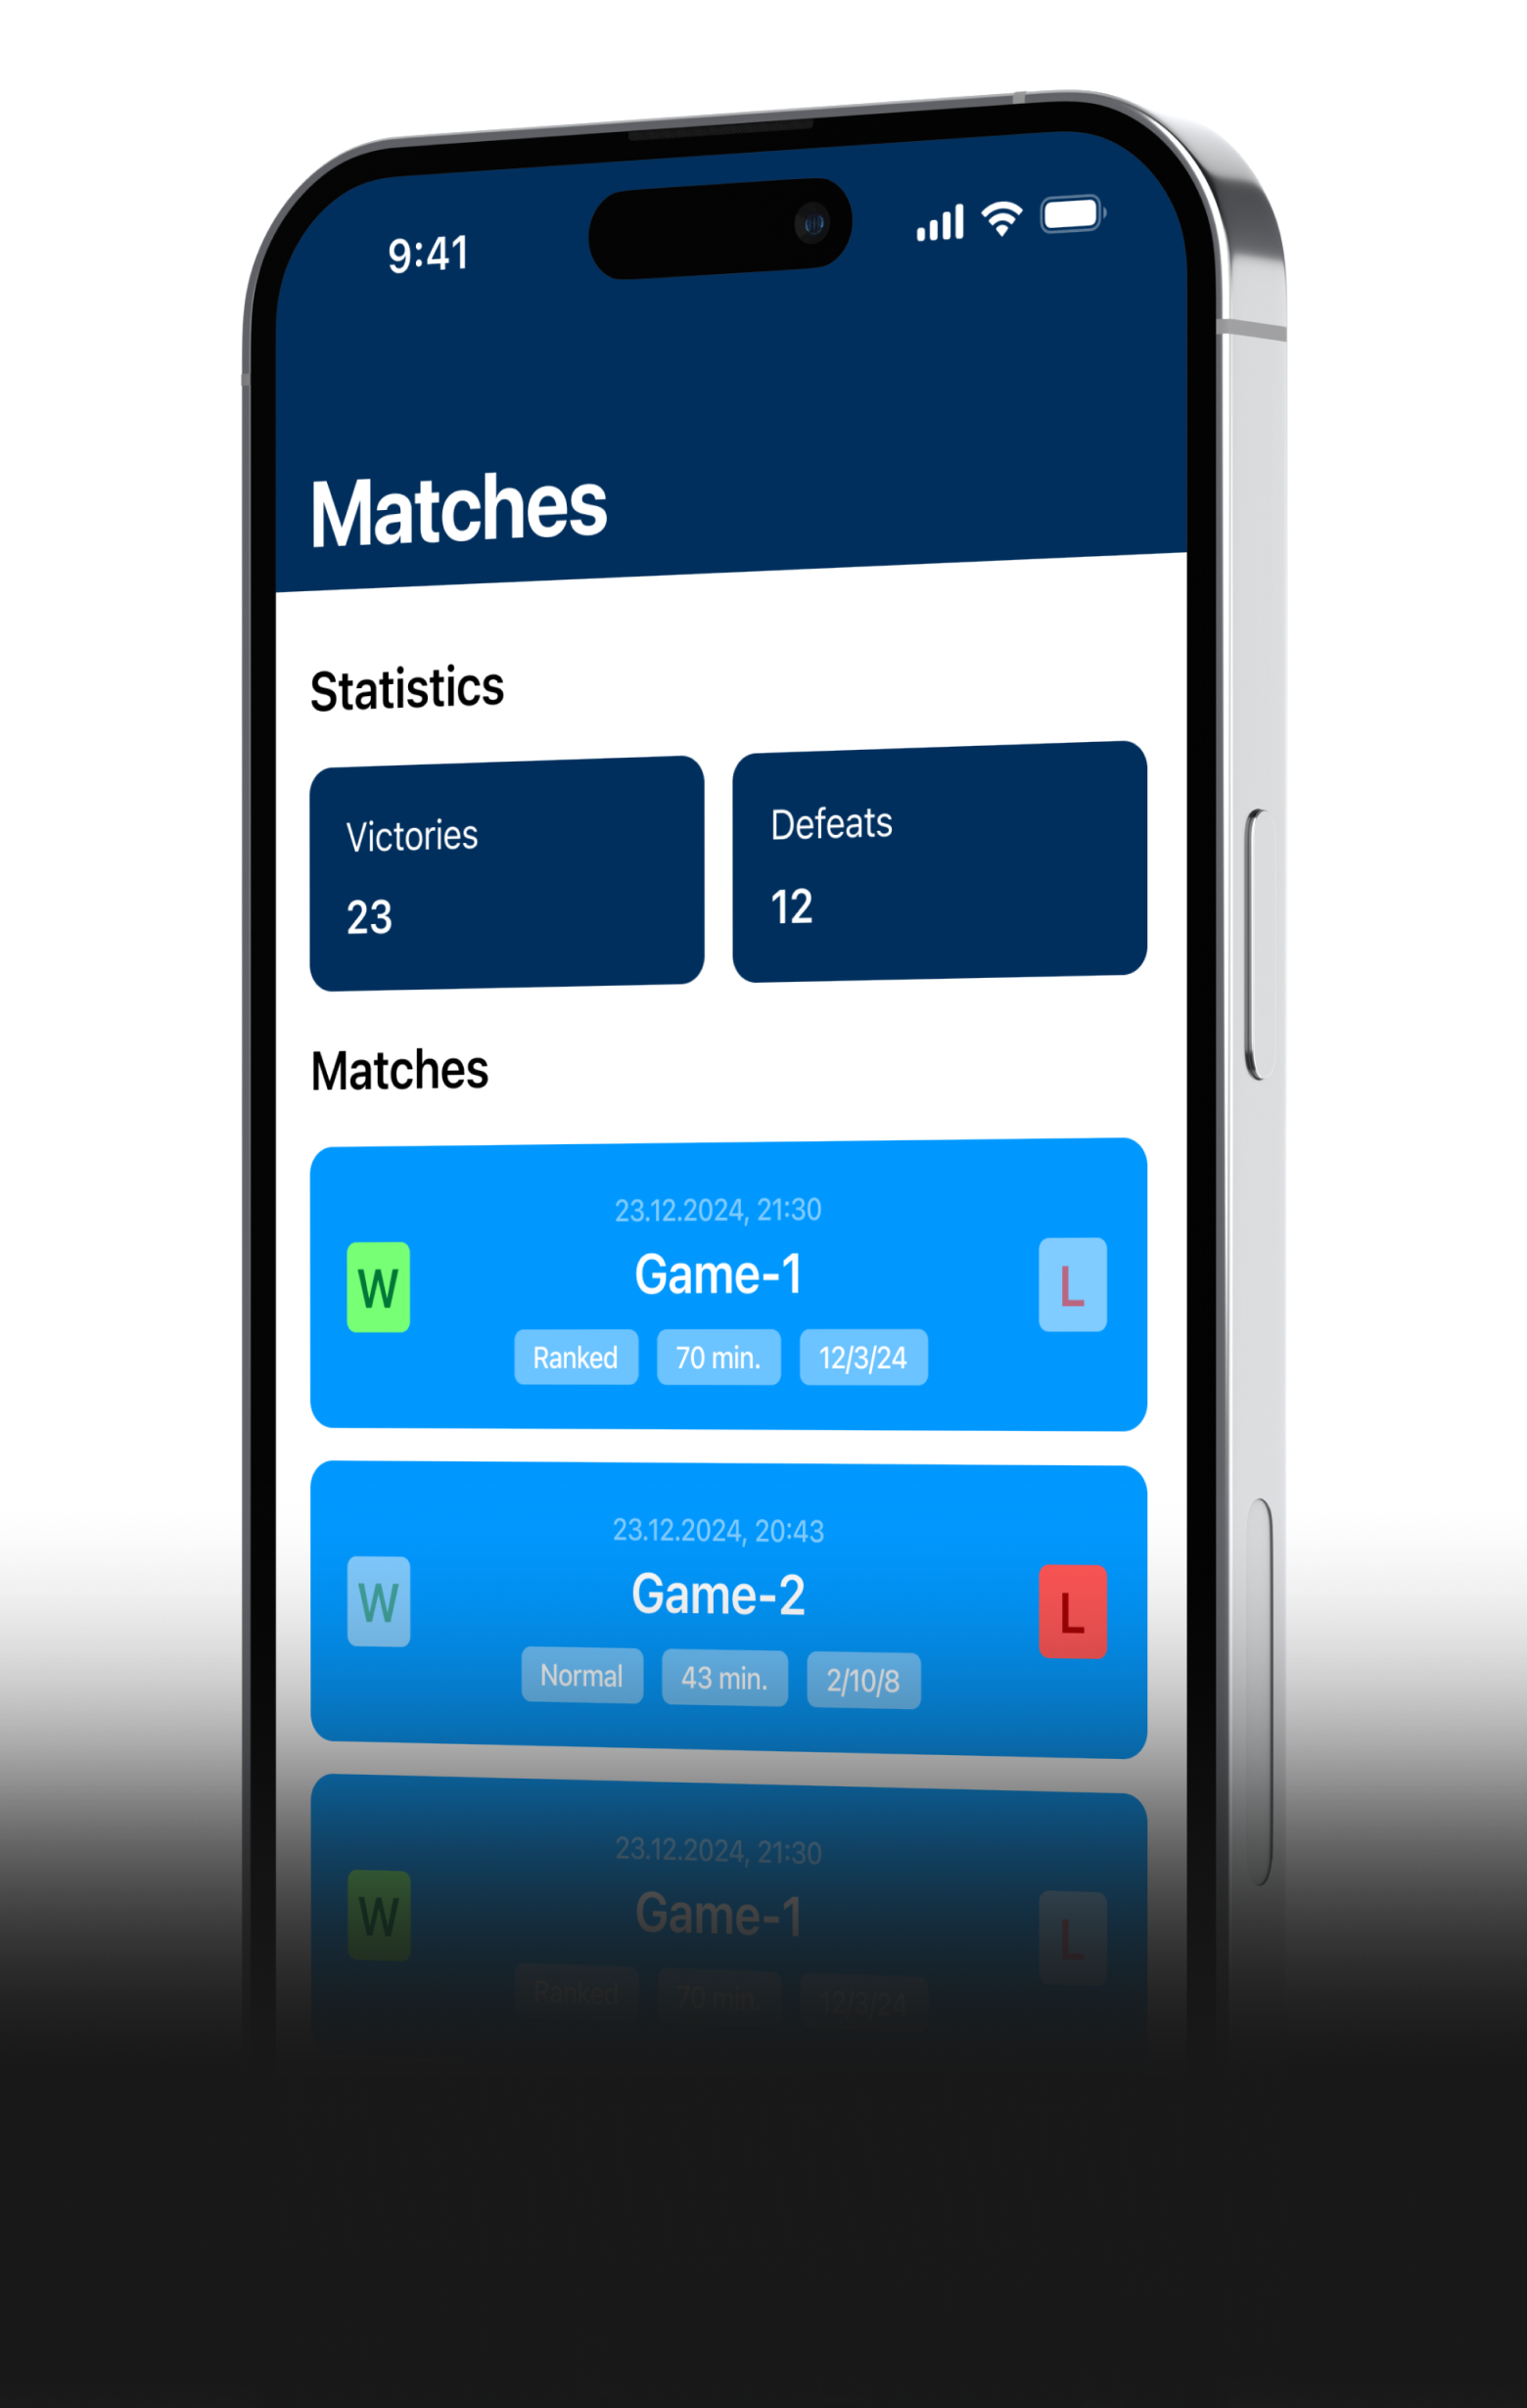 9:41
Matches
Statistics
Victories
Defeats
23
12
Matches
23.12.2024, 21:30
W
Game-1
L
Ranked
70 min.
12/3/24
23.12.2024, 20:43
W
Game-2
L
Normal
43 min.
2/10/8
23.12.2024, 21:30
W
Game-1
L
Ranked
70 min.
12/3/24